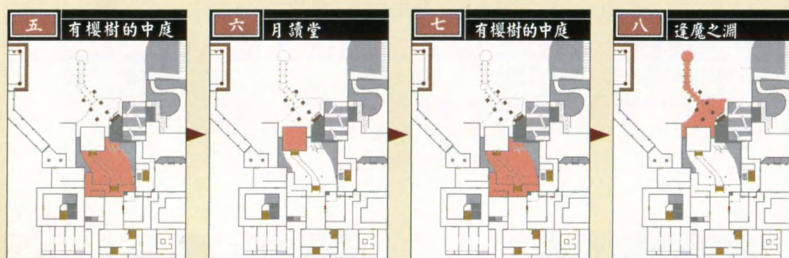 五 有櫻樹的中庭
六 月讀堂
七 有櫻樹的中庭
八 逢魔之淵